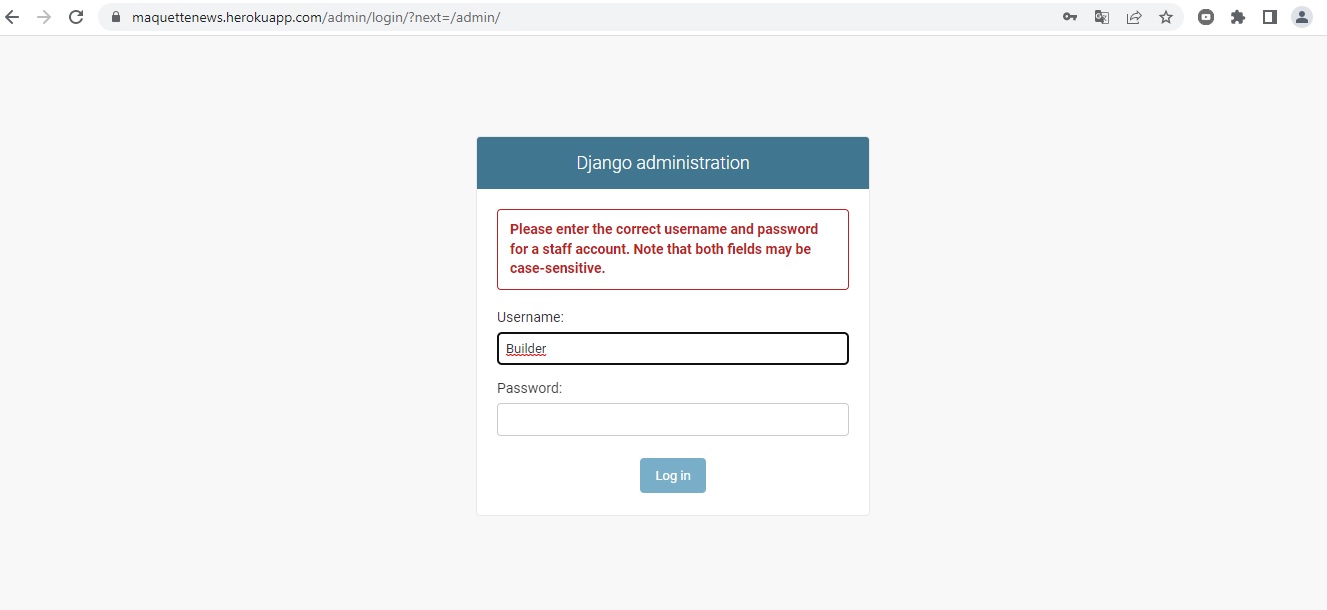 maquettenews.herokuapp.com/admin/login/?next=/admin/
Django administration
Please enter the correct username and password
for a staff account. Note that both fields may be
case-sensitive.
Username:
Builder
Password:
Log in